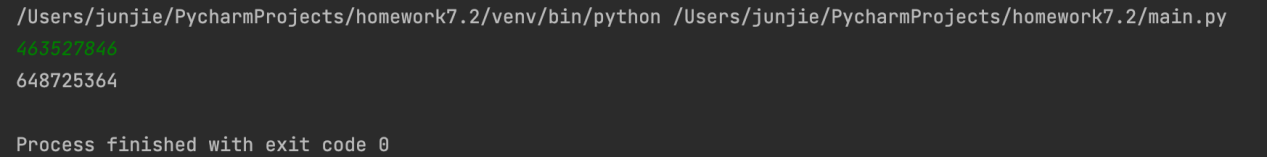 /Users/junjie/PycharmProjects/homework7.2/venv/bin/python /Users/junjie/PycharmProjects/homework7.2/main.py
463527846
648725364
Process finished with exit code 0